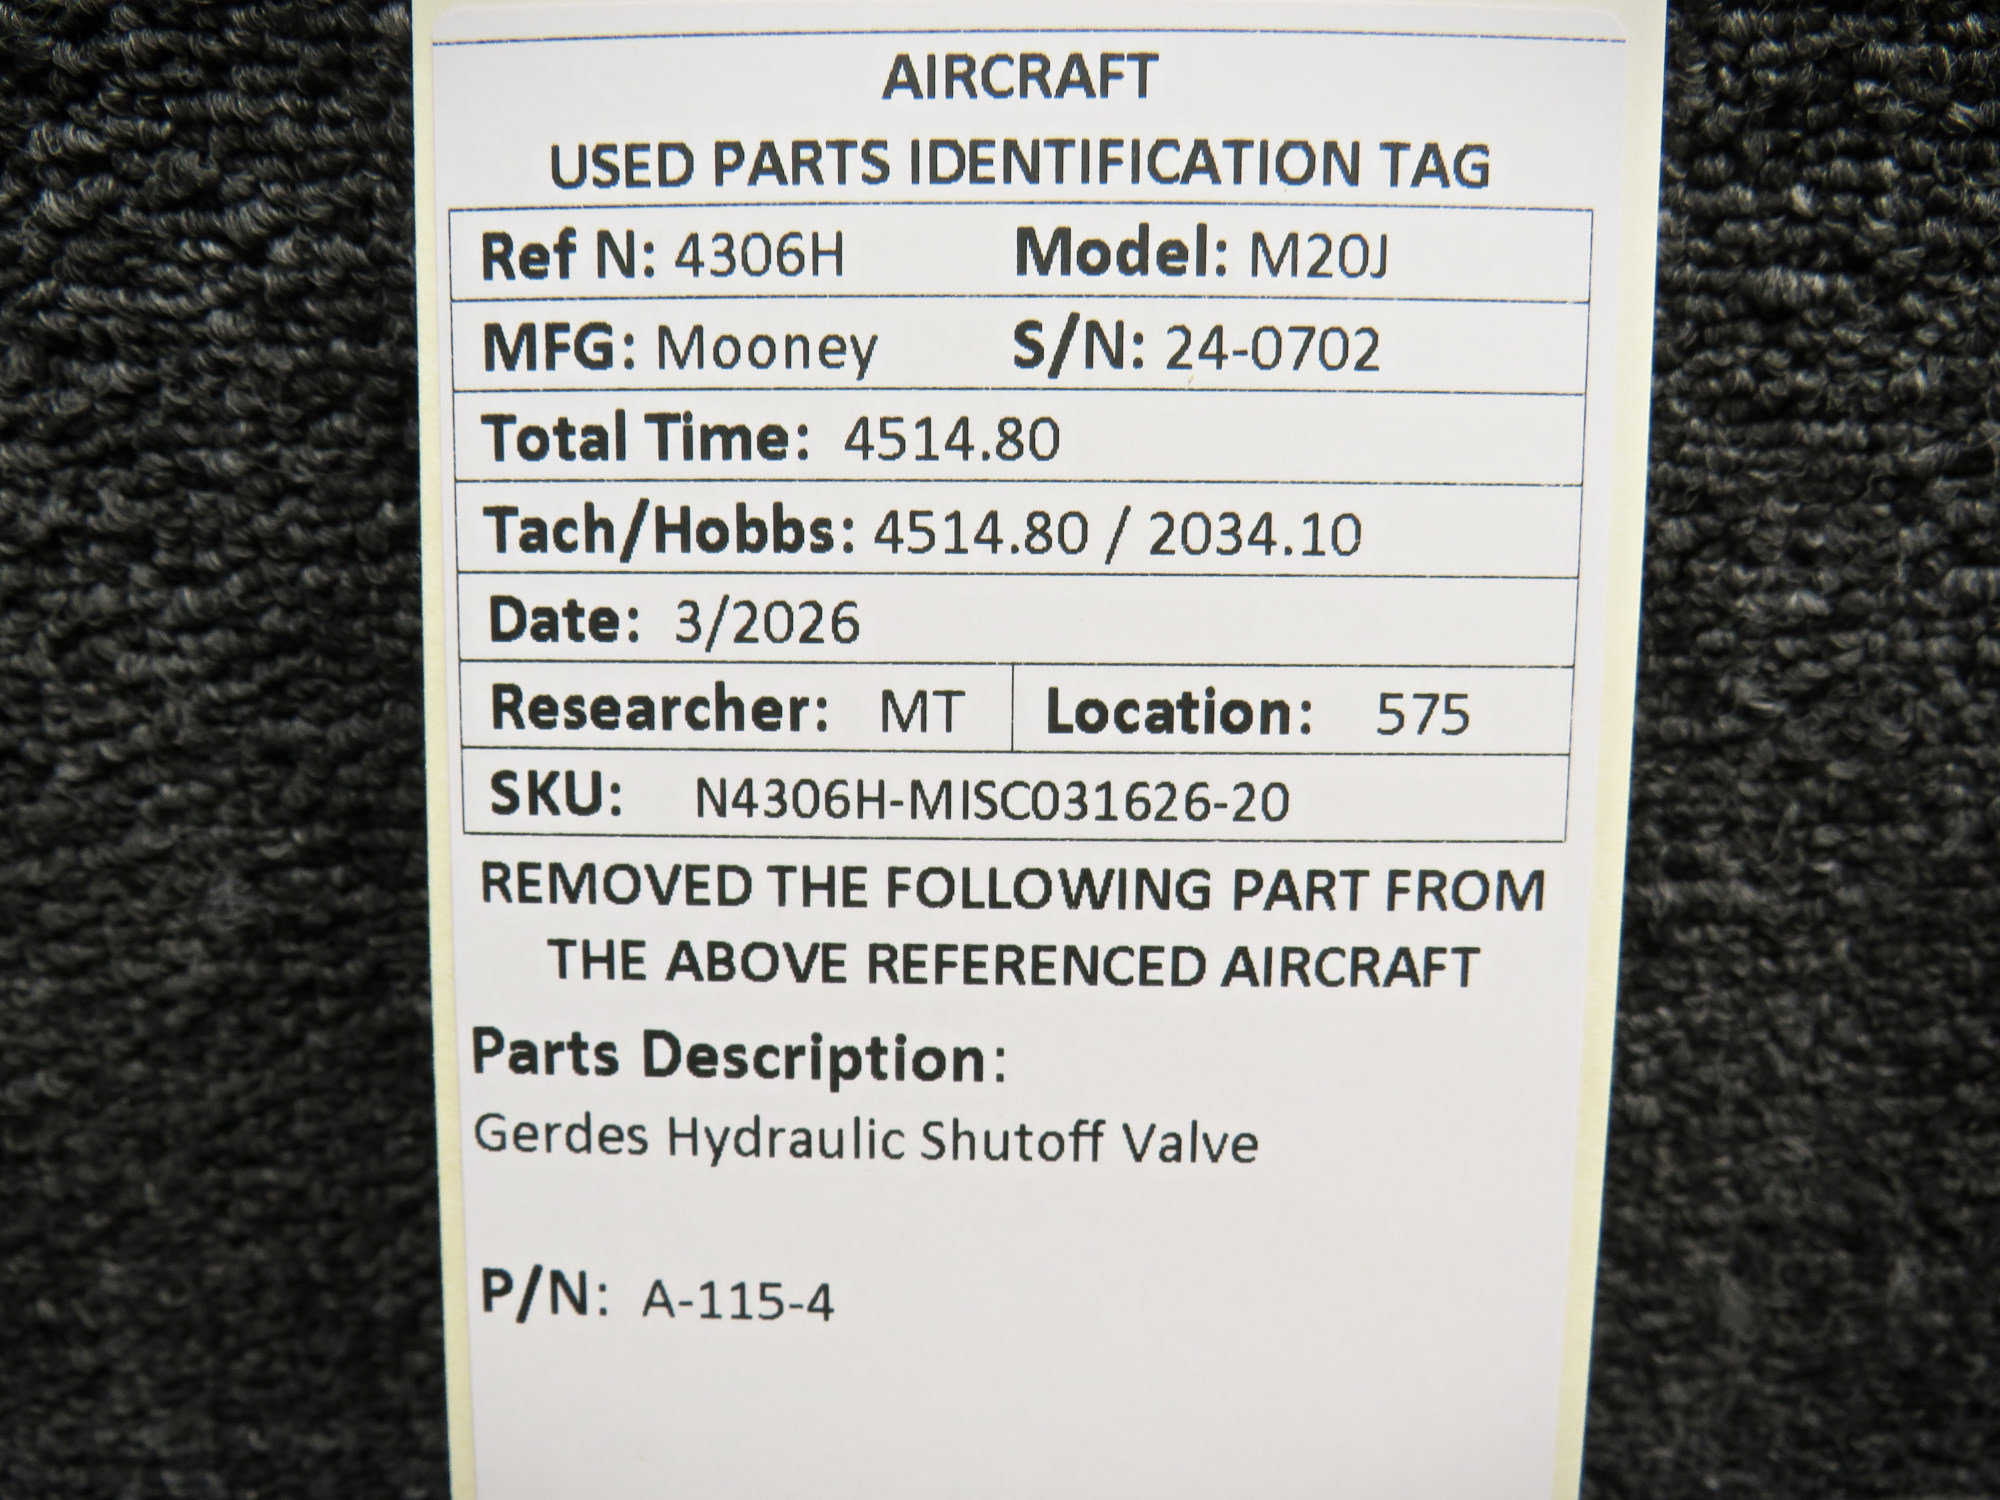 AIRCRAFT
USED PARTS IDENTIFICATION TAG
Ref N: 4306H Model: M20J
MFG: Mooney S/N: 24-0702
Total Time: 4514.80
Tach/Hobbs: 4514.80 / 2034.10
Date: 3/2026
Researcher: MT Location: 575
SKU: N4306H-MISC031626-20
REMOVED THE FOLLOWING PART FROM
THE ABOVE REFERENCED AIRCRAFT
Parts Description:
Gerdes Hydraulic Shutoff Valve
P/N: A-115-4